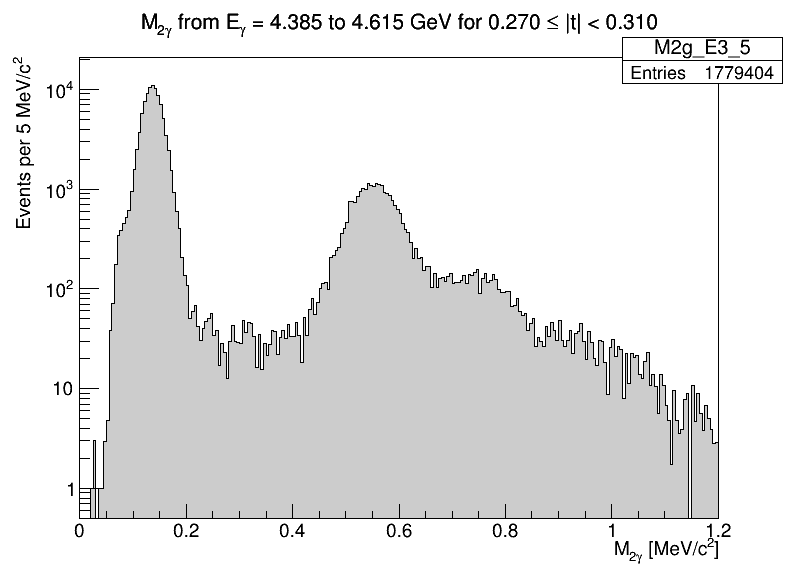 M₂γ from Eγ = 4.385 to 4.615 GeV for 0.270 ≤ |t| < 0.310
M2g_E3_5
Entries 1779404
Events per 5 MeV/c²
10⁴
10³
10²
10
1
0 0.2 0.4 0.6 0.8 1 1.2
M₂γ [MeV/c²]